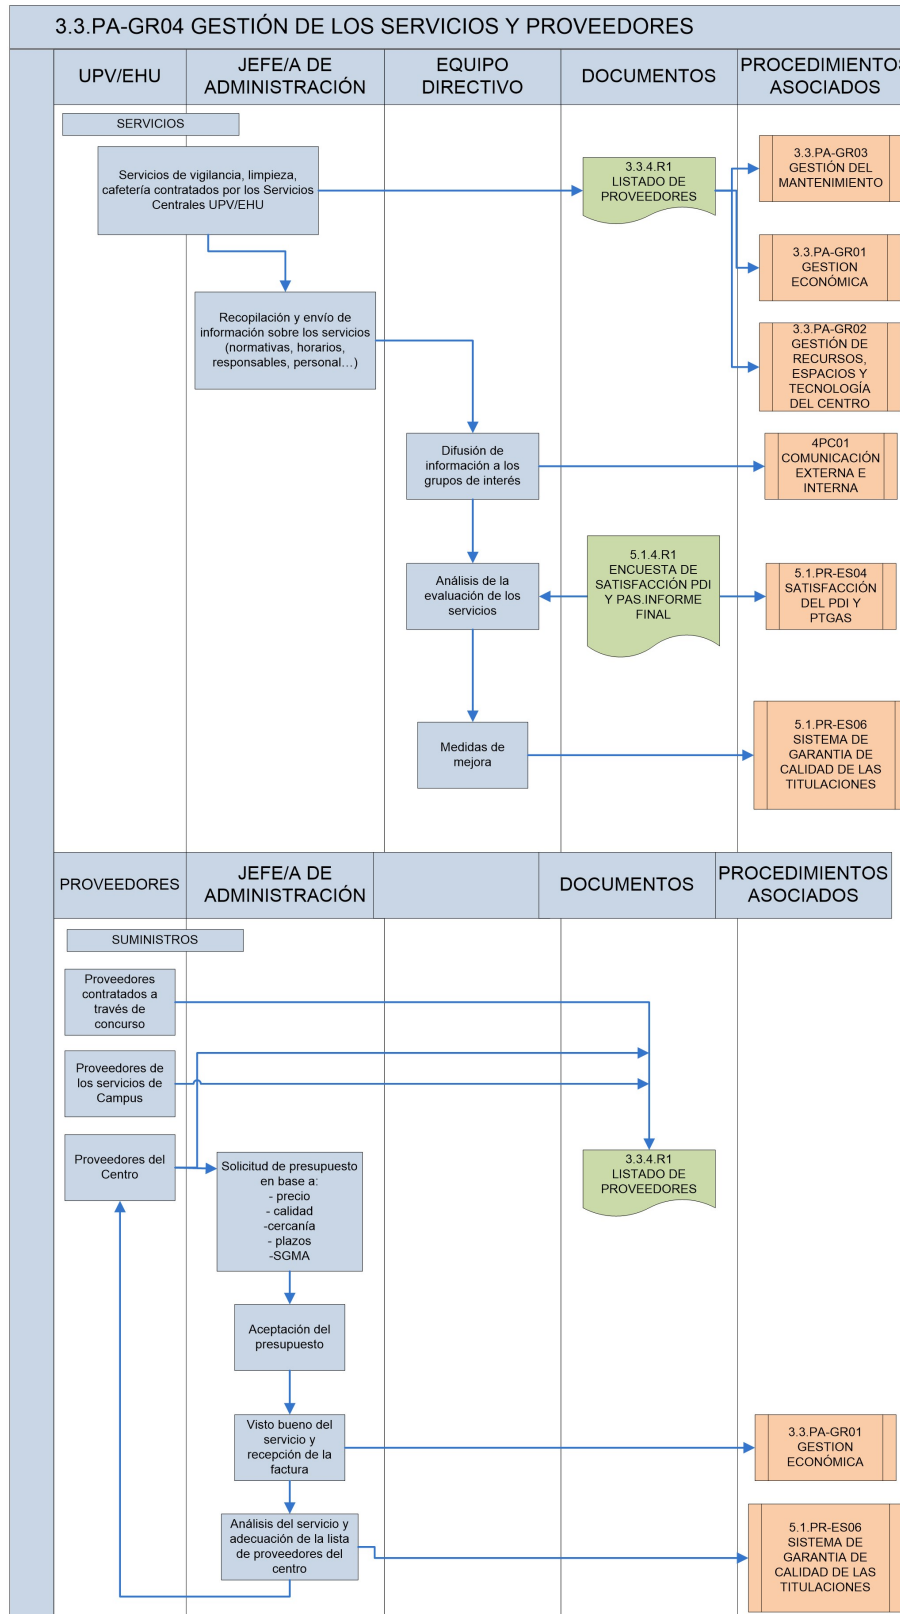 3.3.PA-GR04 GESTIÓN DE LOS SERVICIOS Y PROVEEDORES
UPV/EHU
JEFE/A DE
ADMINISTRACIÓN
EQUIPO
DIRECTIVO
DOCUMENTOS
PROCEDIMIENTOS
ASOCIADOS
SERVICIOS
Servicios de vigilancia, limpieza,
cafetería contratados por los Servicios
Centrales UPV/EHU
3.3.4.R1
LISTADO DE
PROVEEDORES
3.3.PA-GR03
GESTIÓN DEL
MANTENIMIENTO
3.3.PA-GR01
GESTION
ECONÓMICA
Recopilación y envío de
información sobre los servicios
(normativas, horarios,
responsables, personal…)
3.3.PA-GR02
GESTIÓN DE
RECURSOS,
ESPACIOS Y
TECNOLOGÍA
DEL CENTRO
Difusión de
información a los
grupos de interés
4PC01
COMUNICACIÓN
EXTERNA E
INTERNA
Análisis de la
evaluación de los
servicios
5.1.4.R1
ENCUESTA DE
SATISFACCIÓN PDI
Y PAS.INFORME
FINAL
5.1.PR-ES04
SATISFACCIÓN
DEL PDI Y
PTGAS
Medidas de
mejora
5.1.PR-ES06
SISTEMA DE
GARANTIA DE
CALIDAD DE LAS
TITULACIONES
PROVEEDORES
JEFE/A DE
ADMINISTRACIÓN
DOCUMENTOS
PROCEDIMIENTOS
ASOCIADOS
SUMINISTROS
Proveedores
contratados a
través de
concurso
Proveedores de
los servicios de
Campus
Proveedores del
Centro
Solicitud de presupuesto
en base a:
- precio
- calidad
-cercanía
- plazos
-SGMA
3.3.4.R1
LISTADO DE
PROVEEDORES
Aceptación del
presupuesto
Visto bueno del
servicio y
recepción de la
factura
3.3.PA-GR01
GESTION
ECONÓMICA
Análisis del servicio y
adecuación de la lista
de proveedores del
centro
5.1.PR-ES06
SISTEMA DE
GARANTIA DE
CALIDAD DE LAS
TITULACIONES